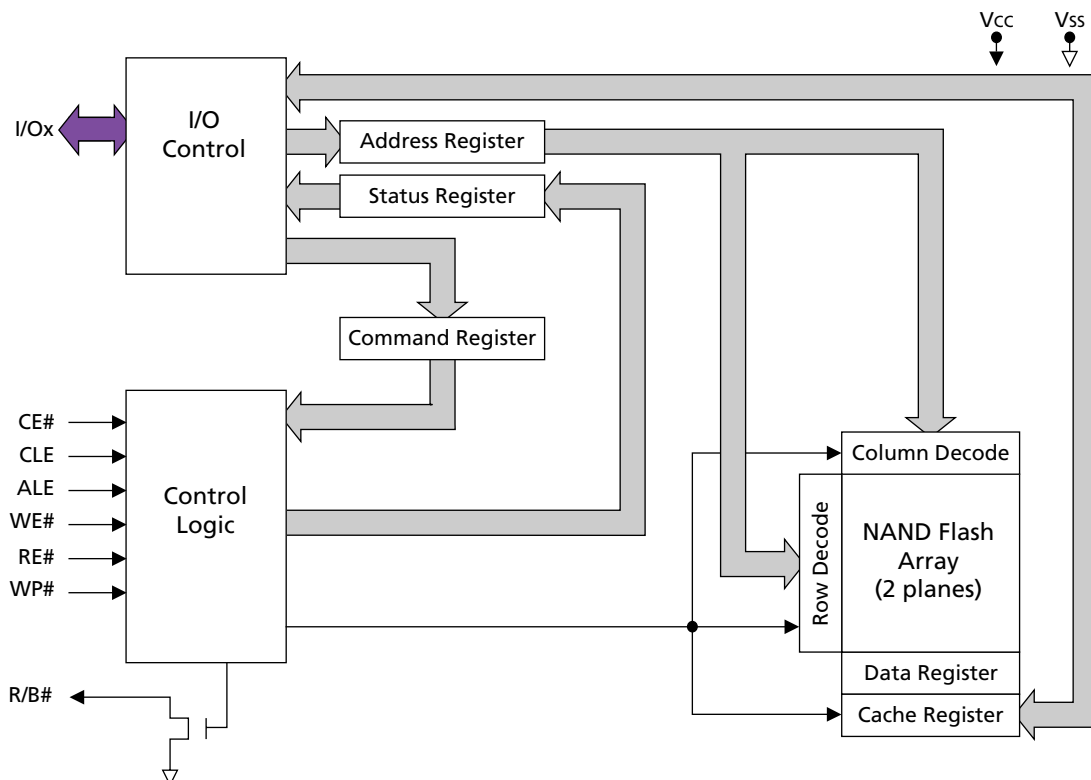 Vcc
Vss
I/Ox
I/O
Control
Address Register
Status Register
Command Register
CE#
CLE
ALE
WE#
RE#
WP#
Control
Logic
Column Decode
Row Decode
NAND Flash
Array
(2 planes)
Data Register
Cache Register
R/B#